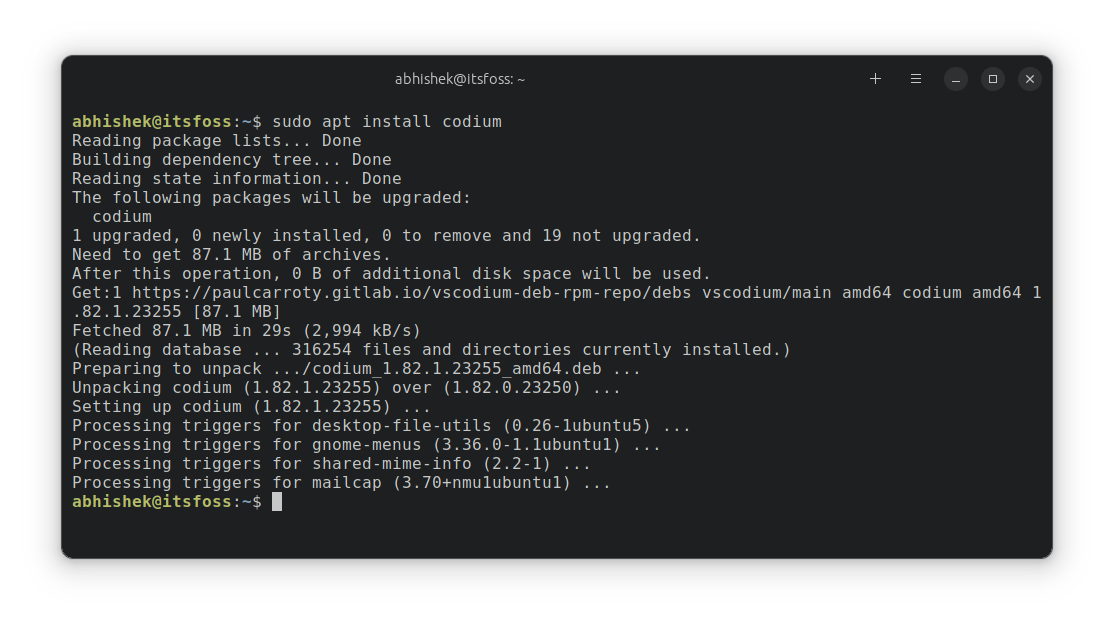 abhishek@itsfoss: ~
abhishek@itsfoss:~$ sudo apt install codium
Reading package lists... Done
Building dependency tree... Done
Reading state information... Done
The following packages will be upgraded:
  codium
1 upgraded, 0 newly installed, 0 to remove and 19 not upgraded.
Need to get 87.1 MB of archives.
After this operation, 0 B of additional disk space will be used.
Get:1 https://paulcarroty.gitlab.io/vscodium-deb-rpm-repo/debs vscodium/main amd64 codium amd64 1
.82.1.23255 [87.1 MB]
Fetched 87.1 MB in 29s (2,994 kB/s)
(Reading database ... 316254 files and directories currently installed.)
Preparing to unpack .../codium_1.82.1.23255_amd64.deb ...
Unpacking codium (1.82.1.23255) over (1.82.0.23250) ...
Setting up codium (1.82.1.23255) ...
Processing triggers for desktop-file-utils (0.26-1ubuntu5) ...
Processing triggers for gnome-menus (3.36.0-1.1ubuntu1) ...
Processing triggers for shared-mime-info (2.2-1) ...
Processing triggers for mailcap (3.70+nmu1ubuntu1) ...
abhishek@itsfoss:~$